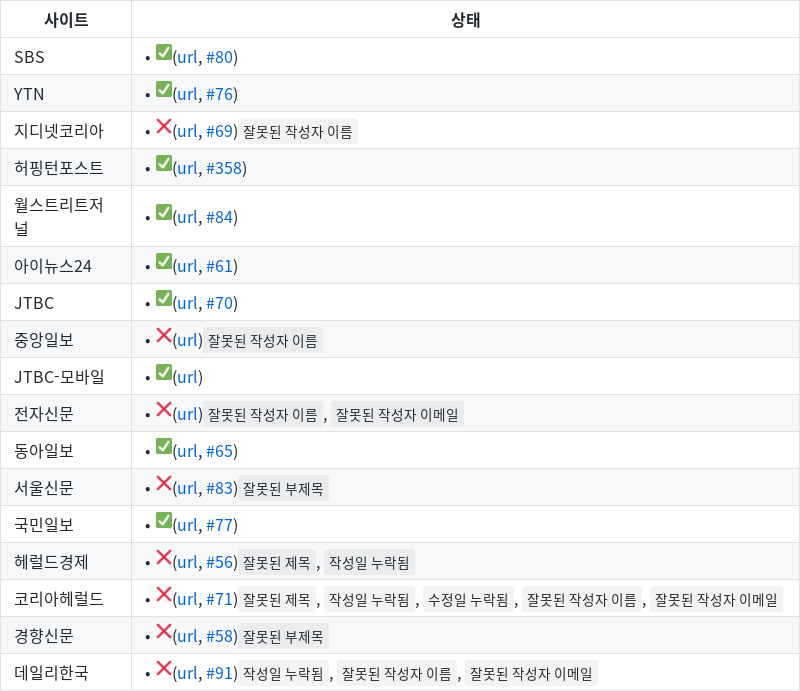 사이트 상태
SBS • ✅(url, #80)
YTN • ✅(url, #76)
지디넷코리아 • ❌(url, #69) 잘못된 작성자 이름
허핑턴포스트 • ✅(url, #358)
월스트리트저
널 • ✅(url, #84)
아이뉴스24 • ✅(url, #61)
JTBC • ✅(url, #70)
중앙일보 • ❌(url) 잘못된 작성자 이름
JTBC-모바일 • ✅(url)
전자신문 • ❌(url) 잘못된 작성자 이름 , 잘못된 작성자 이메일
동아일보 • ✅(url, #65)
서울신문 • ❌(url, #83) 잘못된 부제목
국민일보 • ✅(url, #77)
헤럴드경제 • ❌(url, #56) 잘못된 제목 , 작성일 누락됨
코리아헤럴드 • ❌(url, #71) 잘못된 제목 , 작성일 누락됨 , 수정일 누락됨 , 잘못된 작성자 이름 , 잘못된 작성자 이메일
경향신문 • ❌(url, #58) 잘못된 부제목
데일리한국 • ❌(url, #91) 작성일 누락됨 , 잘못된 작성자 이름 , 잘못된 작성자 이메일